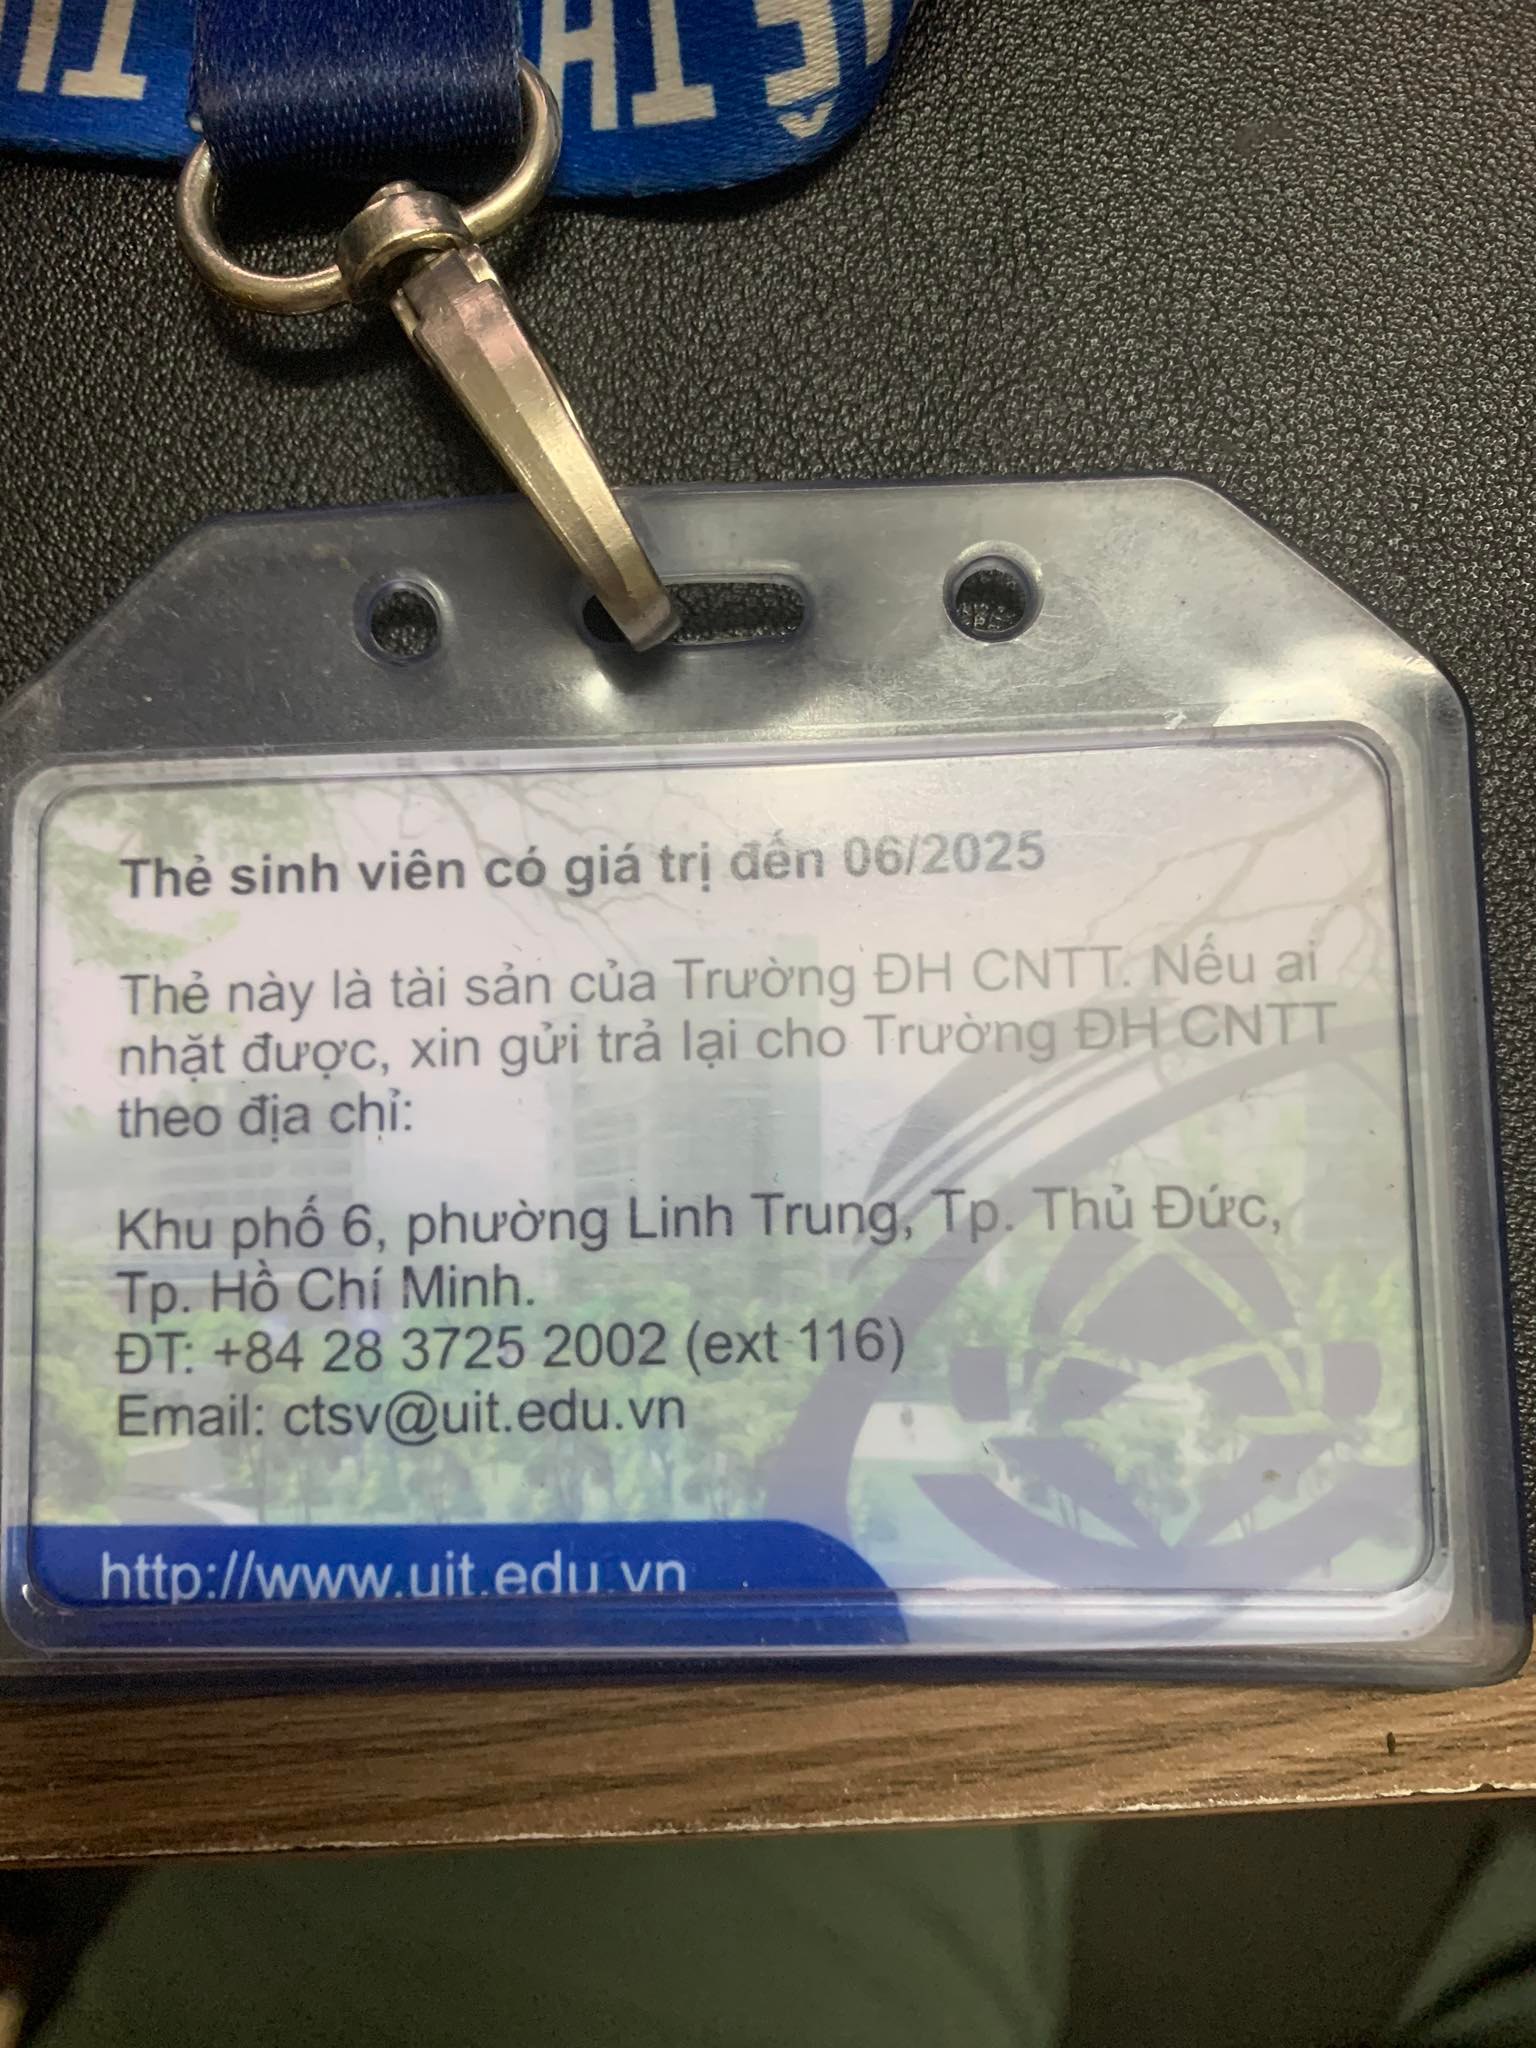 Thẻ sinh viên có giá trị đến 06/2025
Thẻ này là tài sản của Trường ĐH CNTT. Nếu ai
nhặt được, xin gửi trả lại cho Trường ĐH CNTT
theo địa chỉ:
Khu phố 6, phường Linh Trung, Tp. Thủ Đức,
Tp. Hồ Chí Minh.
ĐT: +84 28 3725 2002 (ext 116)
Email: ctsv@uit.edu.vn
http://www.uit.edu.vn